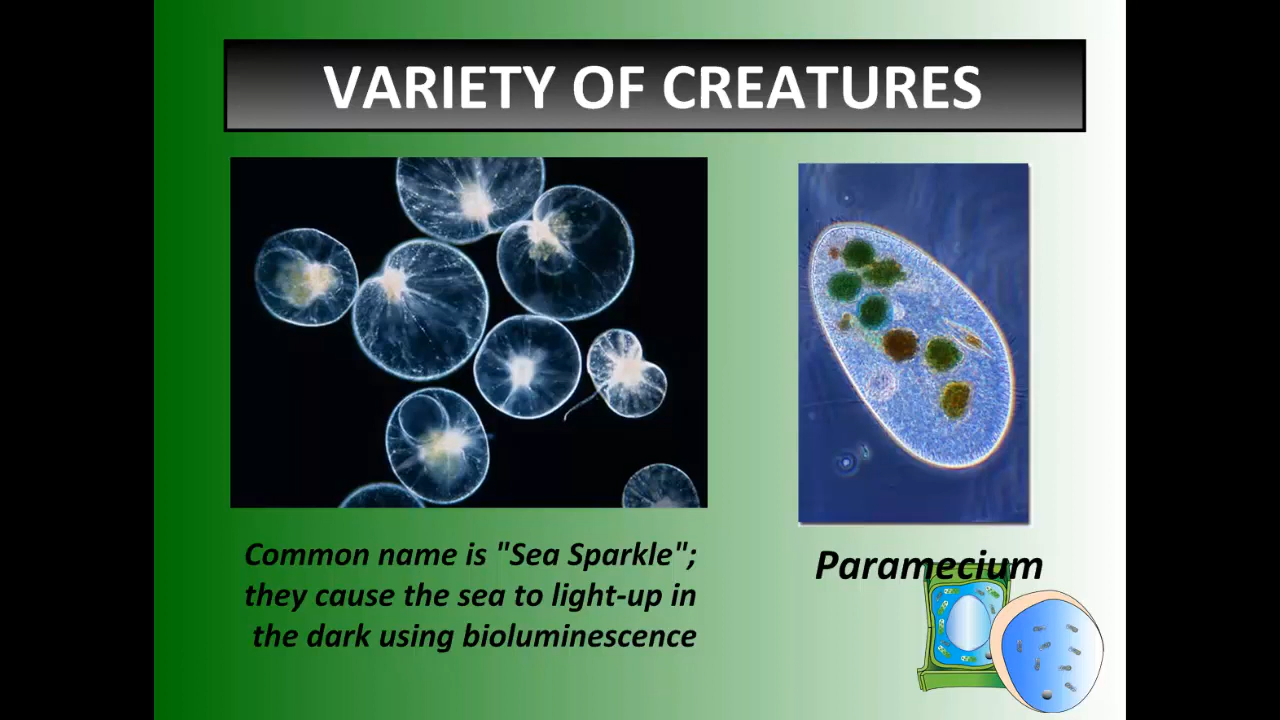 VARIETY OF CREATURES
Common name is "Sea Sparkle";
they cause the sea to light-up in
the dark using bioluminescence
Paramecium